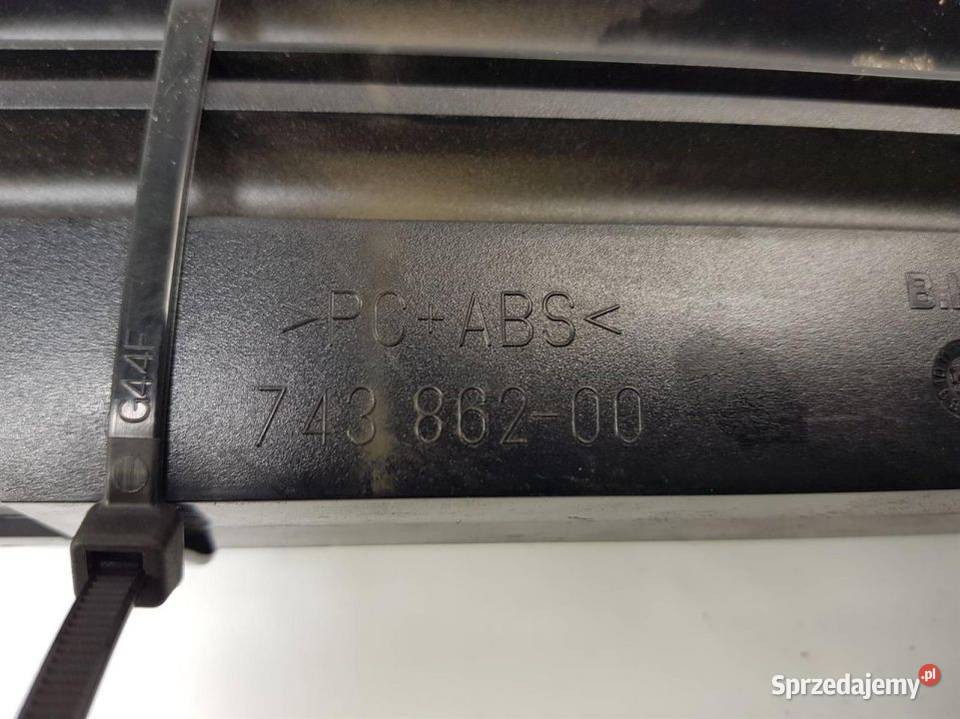 >PC+ABS<
743 862-00
G44F
Sprzedajemy.pl